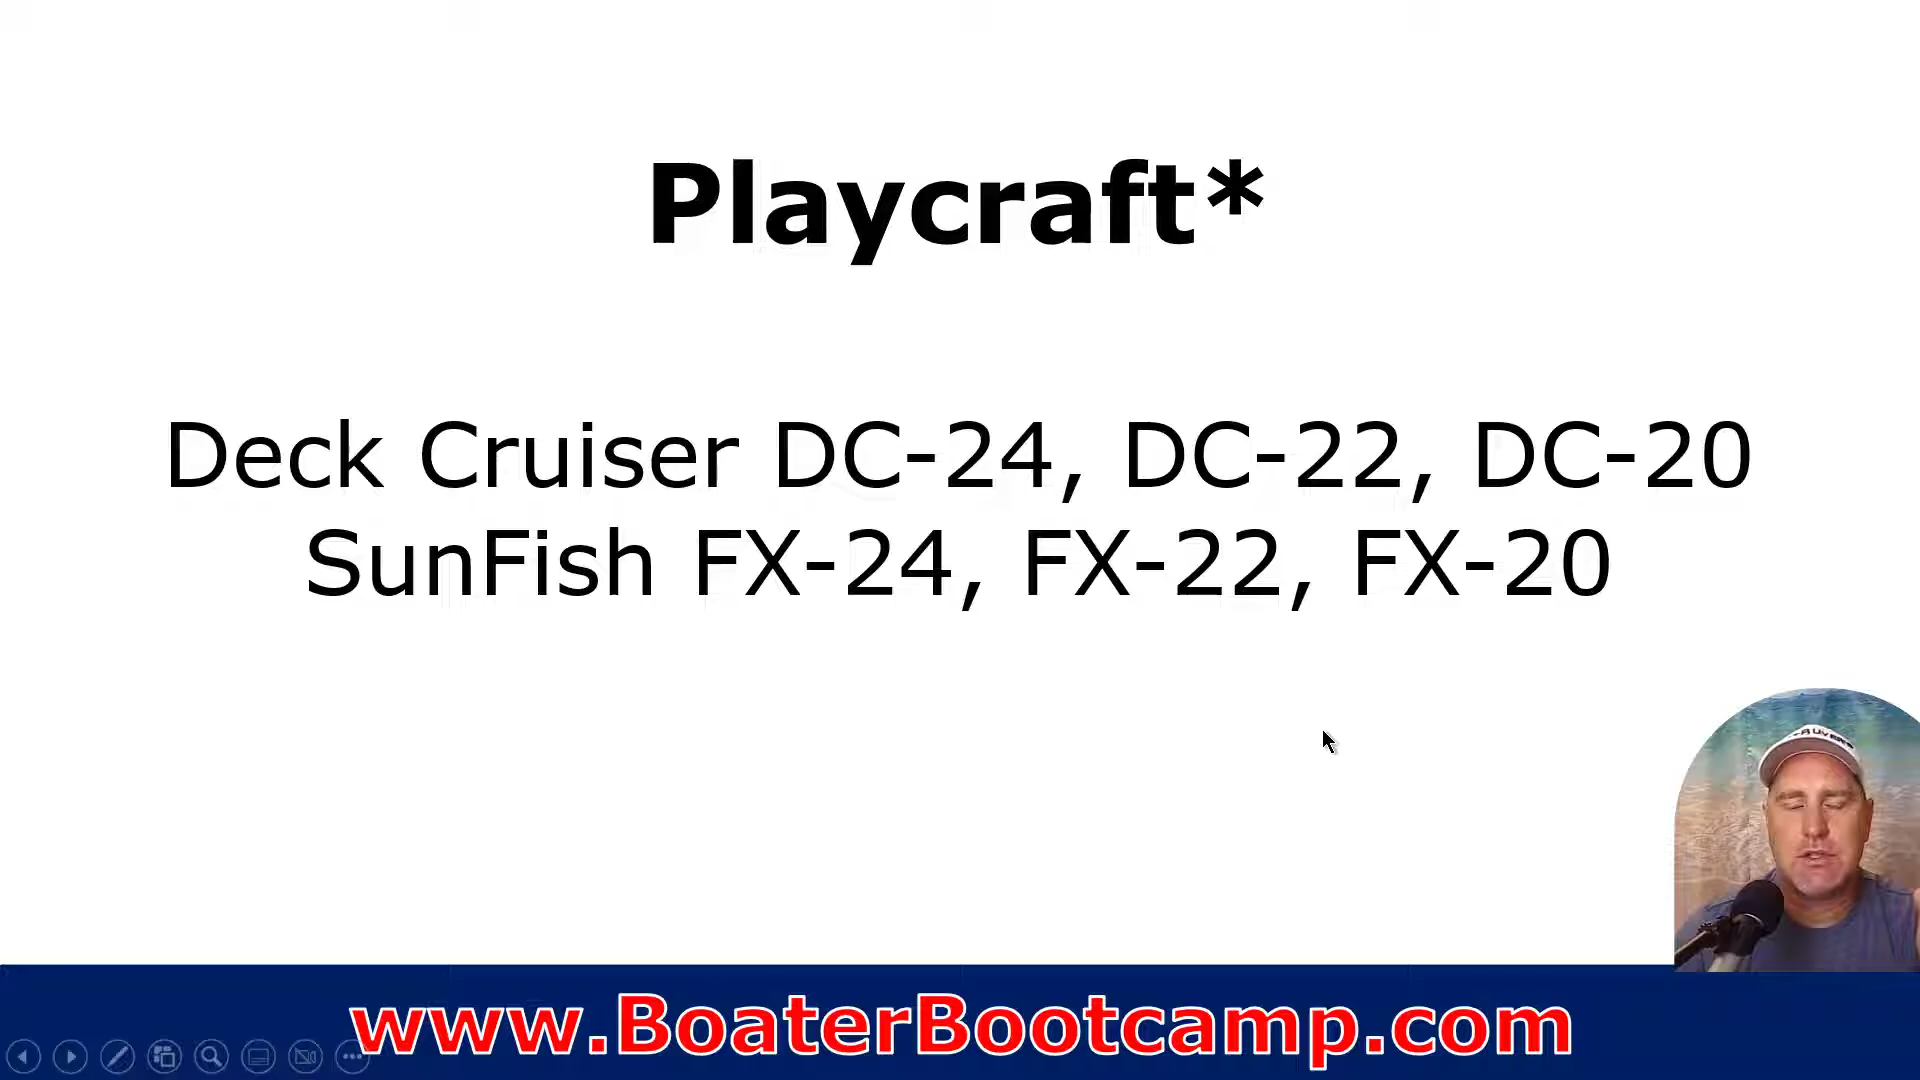 Playcraft*
Deck Cruiser DC-24, DC-22, DC-20
SunFish FX-24, FX-22, FX-20
www.BoaterBootcamp.com